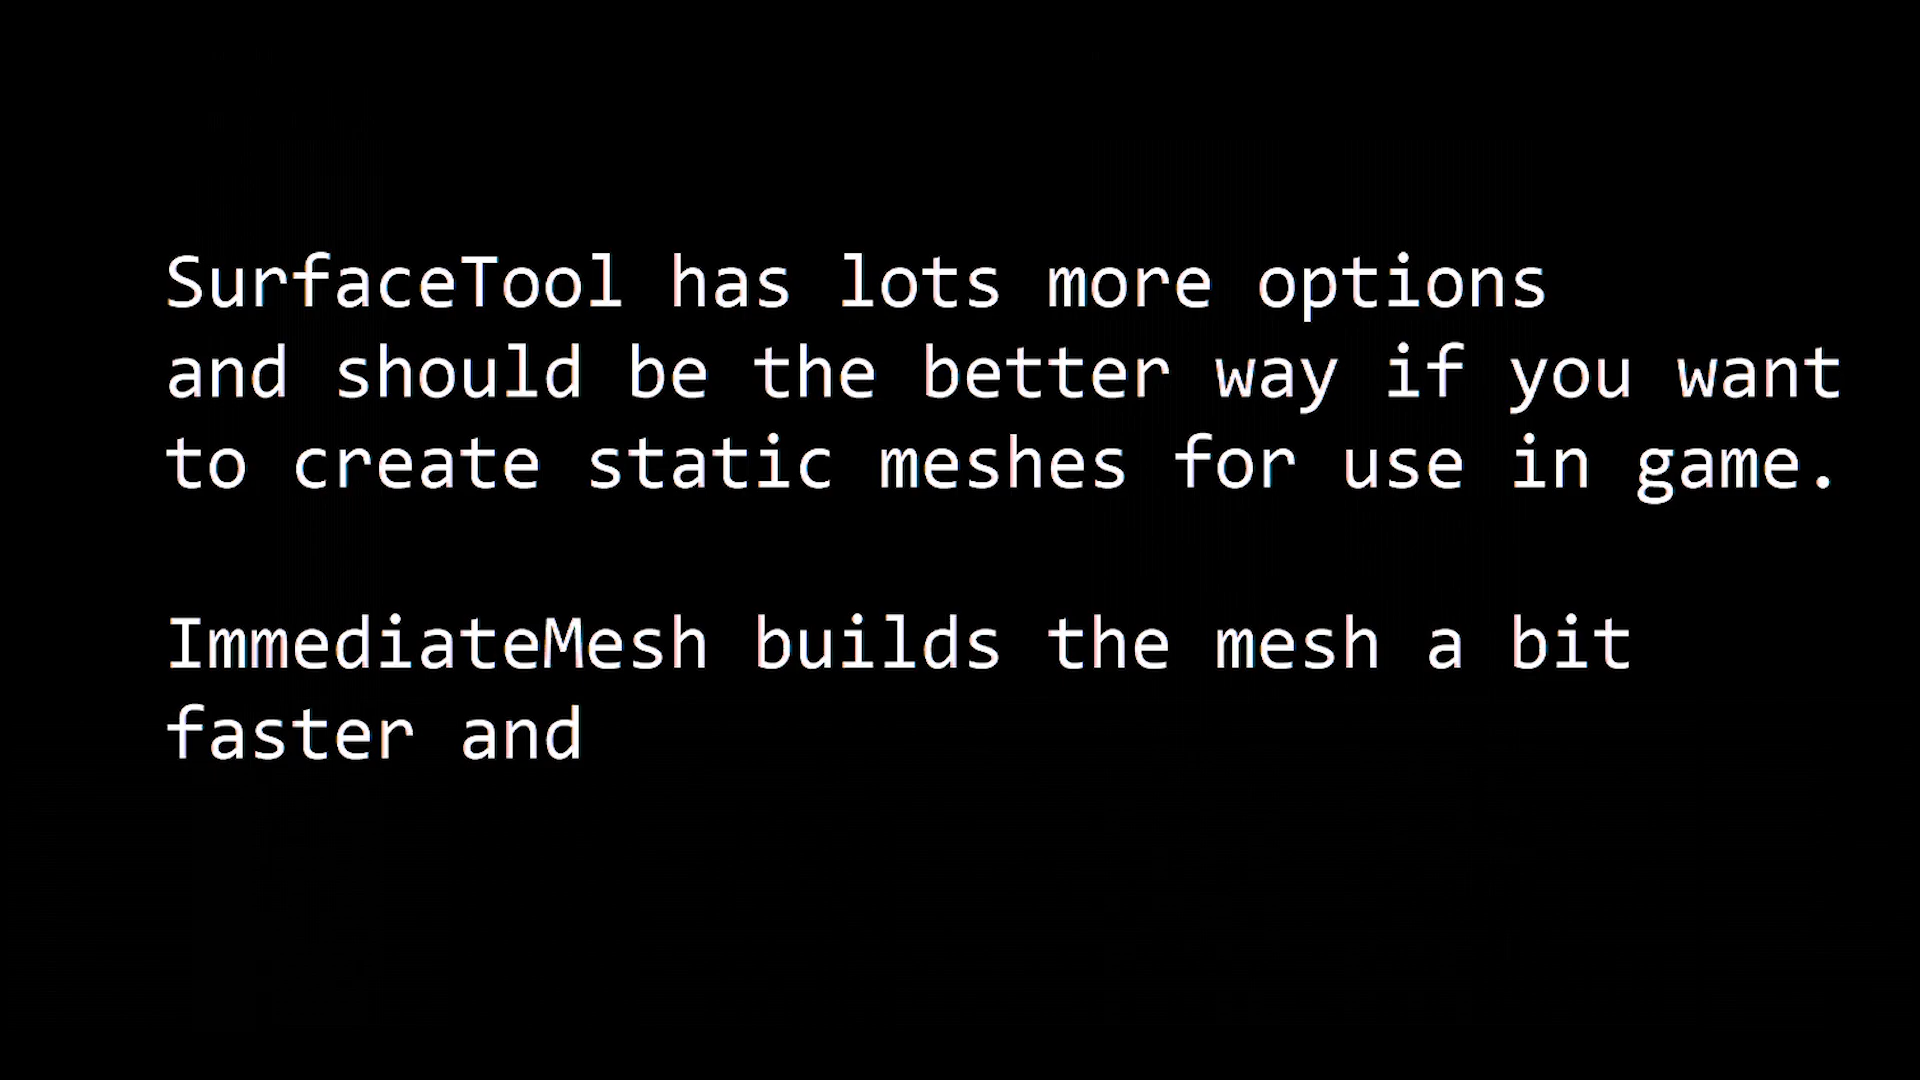 SurfaceTool has lots more options
and should be the better way if you want
to create static meshes for use in game.
ImmediateMesh builds the mesh a bit
faster and